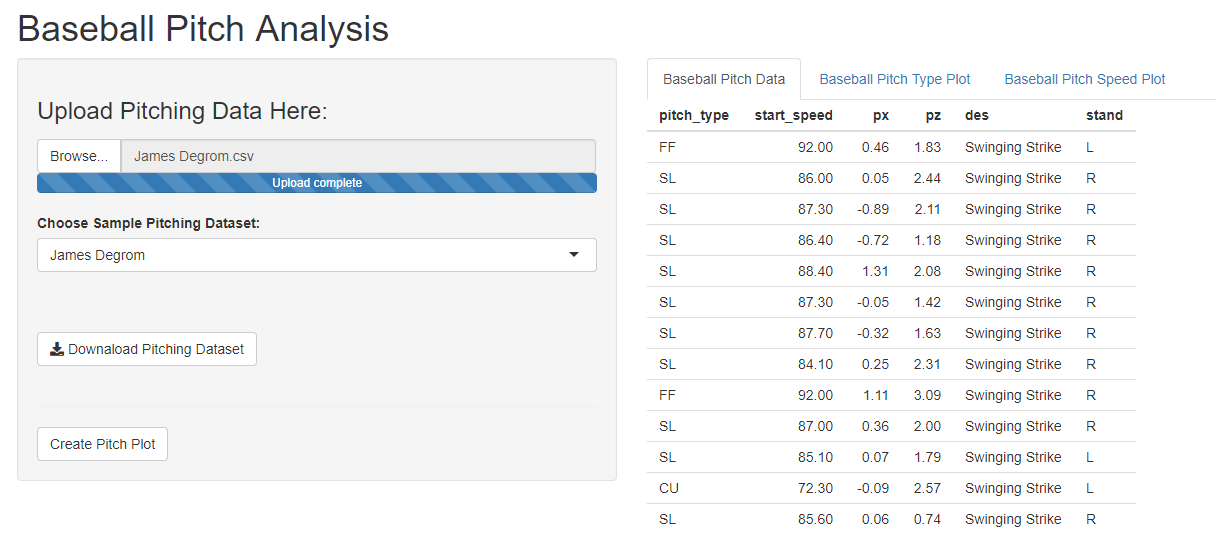 Baseball Pitch Analysis
Upload Pitching Data Here:
Browse... James Degrom.csv
Upload complete
Choose Sample Pitching Dataset:
James Degrom
Downaload Pitching Dataset
Create Pitch Plot
Baseball Pitch Data Baseball Pitch Type Plot Baseball Pitch Speed Plot
pitch_type start_speed px pz des stand
FF 92.00 0.46 1.83 Swinging Strike L
SL 86.00 0.05 2.44 Swinging Strike R
SL 87.30 -0.89 2.11 Swinging Strike R
SL 86.40 -0.72 1.18 Swinging Strike R
SL 88.40 1.31 2.08 Swinging Strike R
SL 87.30 -0.05 1.42 Swinging Strike R
SL 87.70 -0.32 1.63 Swinging Strike R
SL 84.10 0.25 2.31 Swinging Strike R
FF 92.00 1.11 3.09 Swinging Strike R
SL 87.00 0.36 2.00 Swinging Strike R
SL 85.10 0.07 1.79 Swinging Strike L
CU 72.30 -0.09 2.57 Swinging Strike L
SL 85.60 0.06 0.74 Swinging Strike R